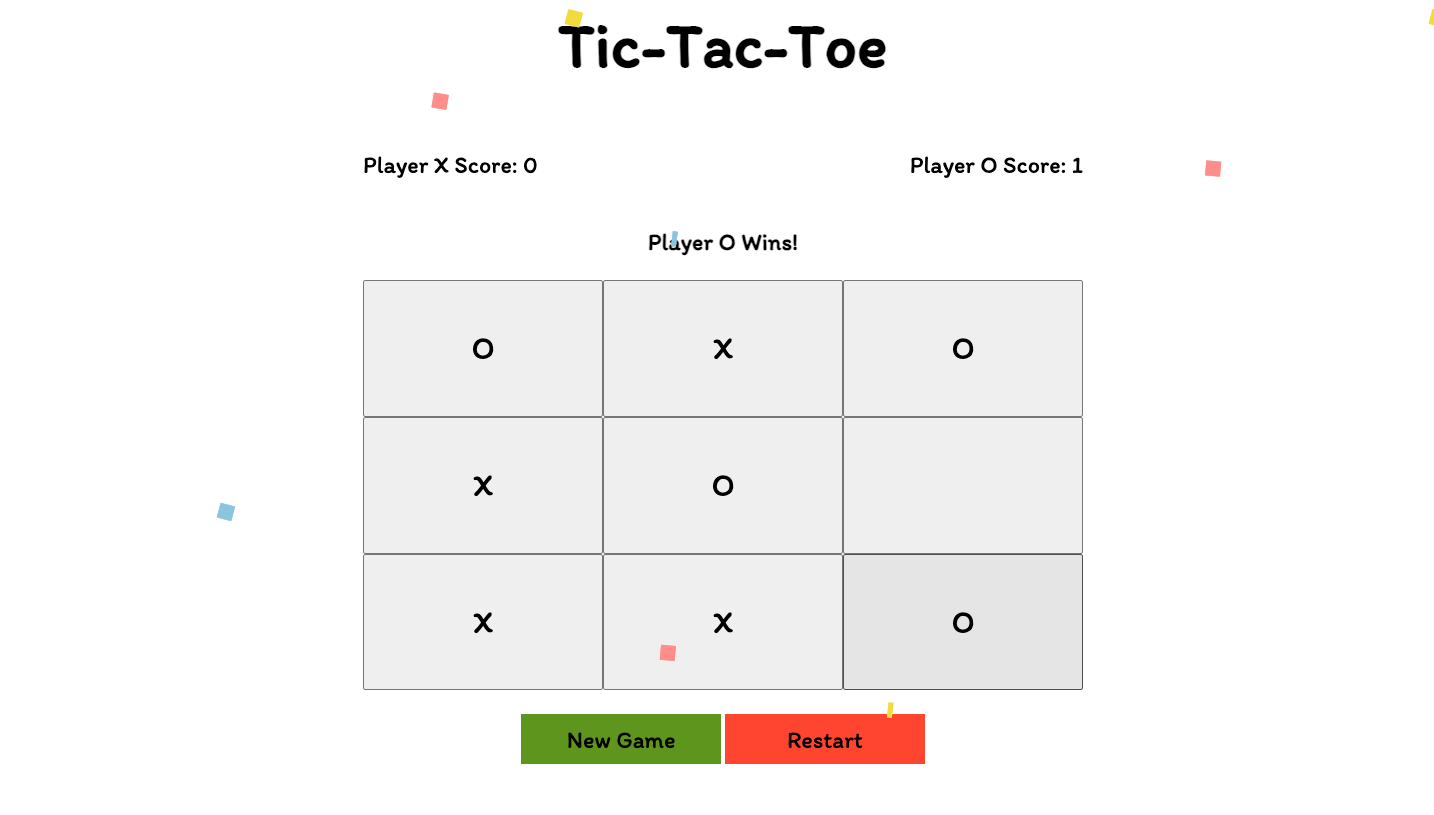 Tic-Tac-Toe
Player X Score: 0 Player O Score: 1
Player O Wins!
O X O
X O
X X O
New Game Restart